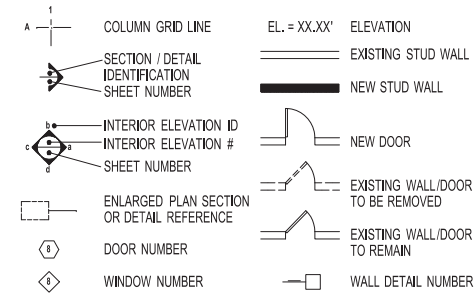 1
A
COLUMN GRID LINE
SECTION / DETAIL
IDENTIFICATION
SHEET NUMBER
b
INTERIOR ELEVATION ID
c
a
INTERIOR ELEVATION #
d
SHEET NUMBER
ENLARGED PLAN SECTION
OR DETAIL REFERENCE
8
DOOR NUMBER
8
WINDOW NUMBER
EL. = XX.XX' ELEVATION
EXISTING STUD WALL
NEW STUD WALL
NEW DOOR
EXISTING WALL/DOOR
TO BE REMOVED
EXISTING WALL/DOOR
TO REMAIN
WALL DETAIL NUMBER